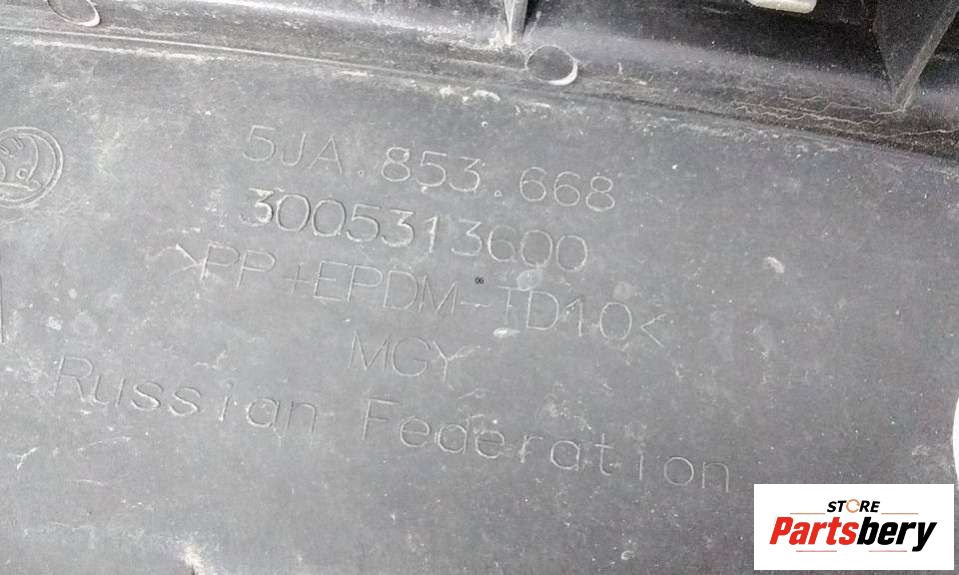 5JA.853.668
3005313600
>PP+EPDM-TD10<
MGY
Russian Federation
STORE
Partsbery